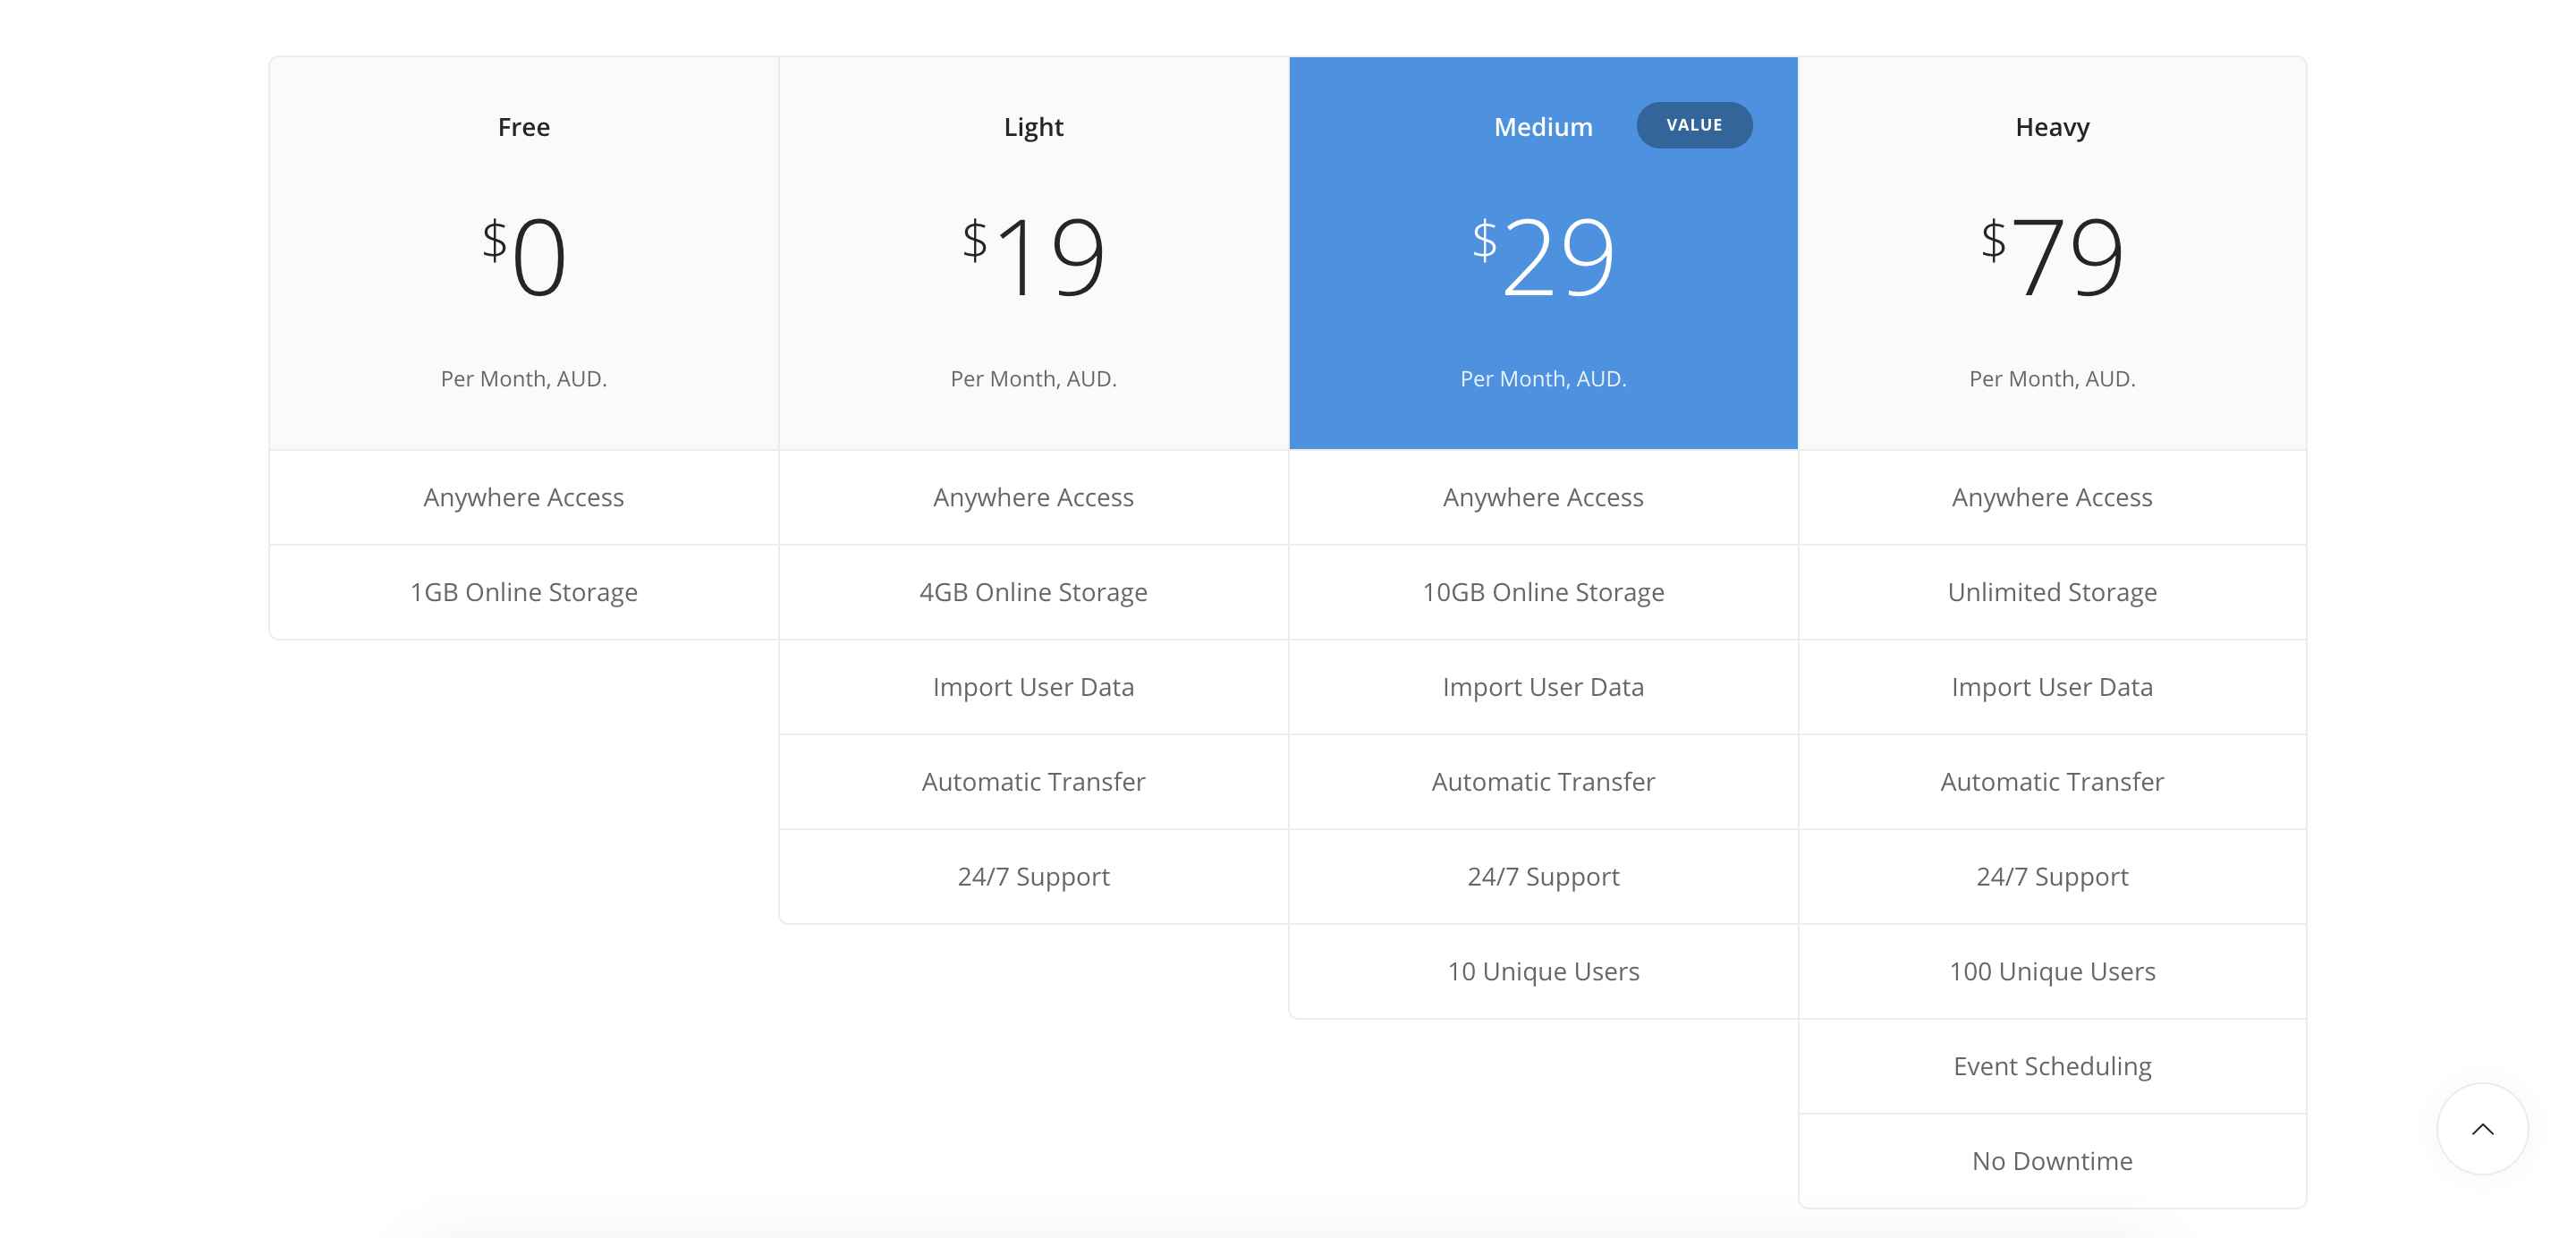 Free
$0
Per Month, AUD.
Anywhere Access
1GB Online Storage
Light
$19
Per Month, AUD.
Anywhere Access
4GB Online Storage
Import User Data
Automatic Transfer
24/7 Support
Medium
VALUE
$29
Per Month, AUD.
Anywhere Access
10GB Online Storage
Import User Data
Automatic Transfer
24/7 Support
10 Unique Users
Heavy
$79
Per Month, AUD.
Anywhere Access
Unlimited Storage
Import User Data
Automatic Transfer
24/7 Support
100 Unique Users
Event Scheduling
No Downtime